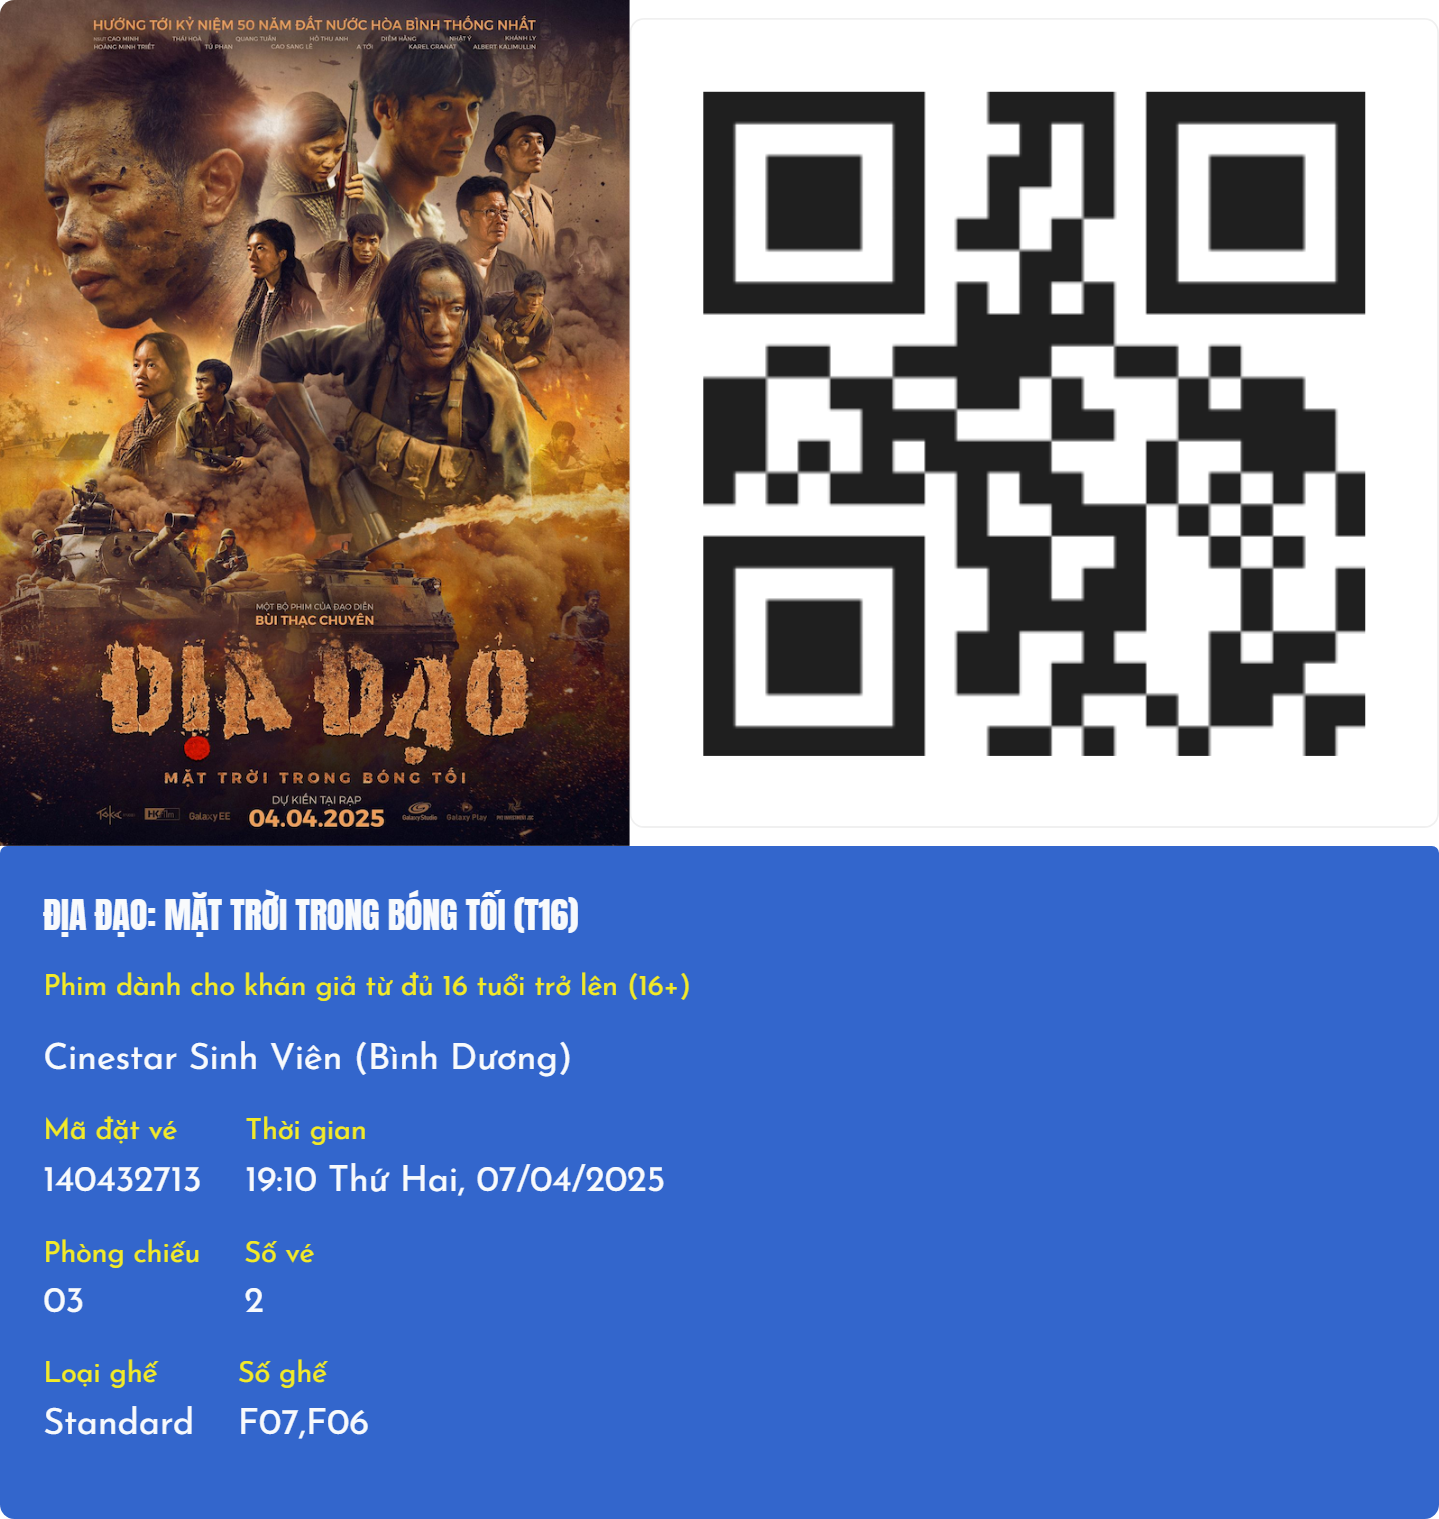 HƯỚNG TỚI KỶ NIỆM 50 NĂM ĐẤT NƯỚC HÒA BÌNH THỐNG NHẤT
CAO MINH THÁI HOÀ QUANG TUẤN HỒ THU ANH DIỄM HẰNG NHẬT Ý KHÁNH LY
HOÀNG MINH TRIẾT TÚ PHAN CAO SANG LÊ A TỚI KAREL GRANAT ALBERT KALIMULLIN
MỘT BỘ PHIM CỦA ĐẠO DIỄN
BÙI THẠC CHUYÊN
ĐỊA ĐẠO
MẶT TRỜI TRONG BÓNG TỐI
DỰ KIẾN TẠI RẠP
04.04.2025
HKfilm Galaxy EE Galaxy Studio Galaxy Play
ĐỊA ĐẠO: MẶT TRỜI TRONG BÓNG TỐI (T16)
Phim dành cho khán giả từ đủ 16 tuổi trở lên (16+)
Cinestar Sinh Viên (Bình Dương)
Mã đặt vé Thời gian
140432713 19:10 Thứ Hai, 07/04/2025
Phòng chiếu Số vé
03 2
Loại ghế Số ghế
Standard F07,F06